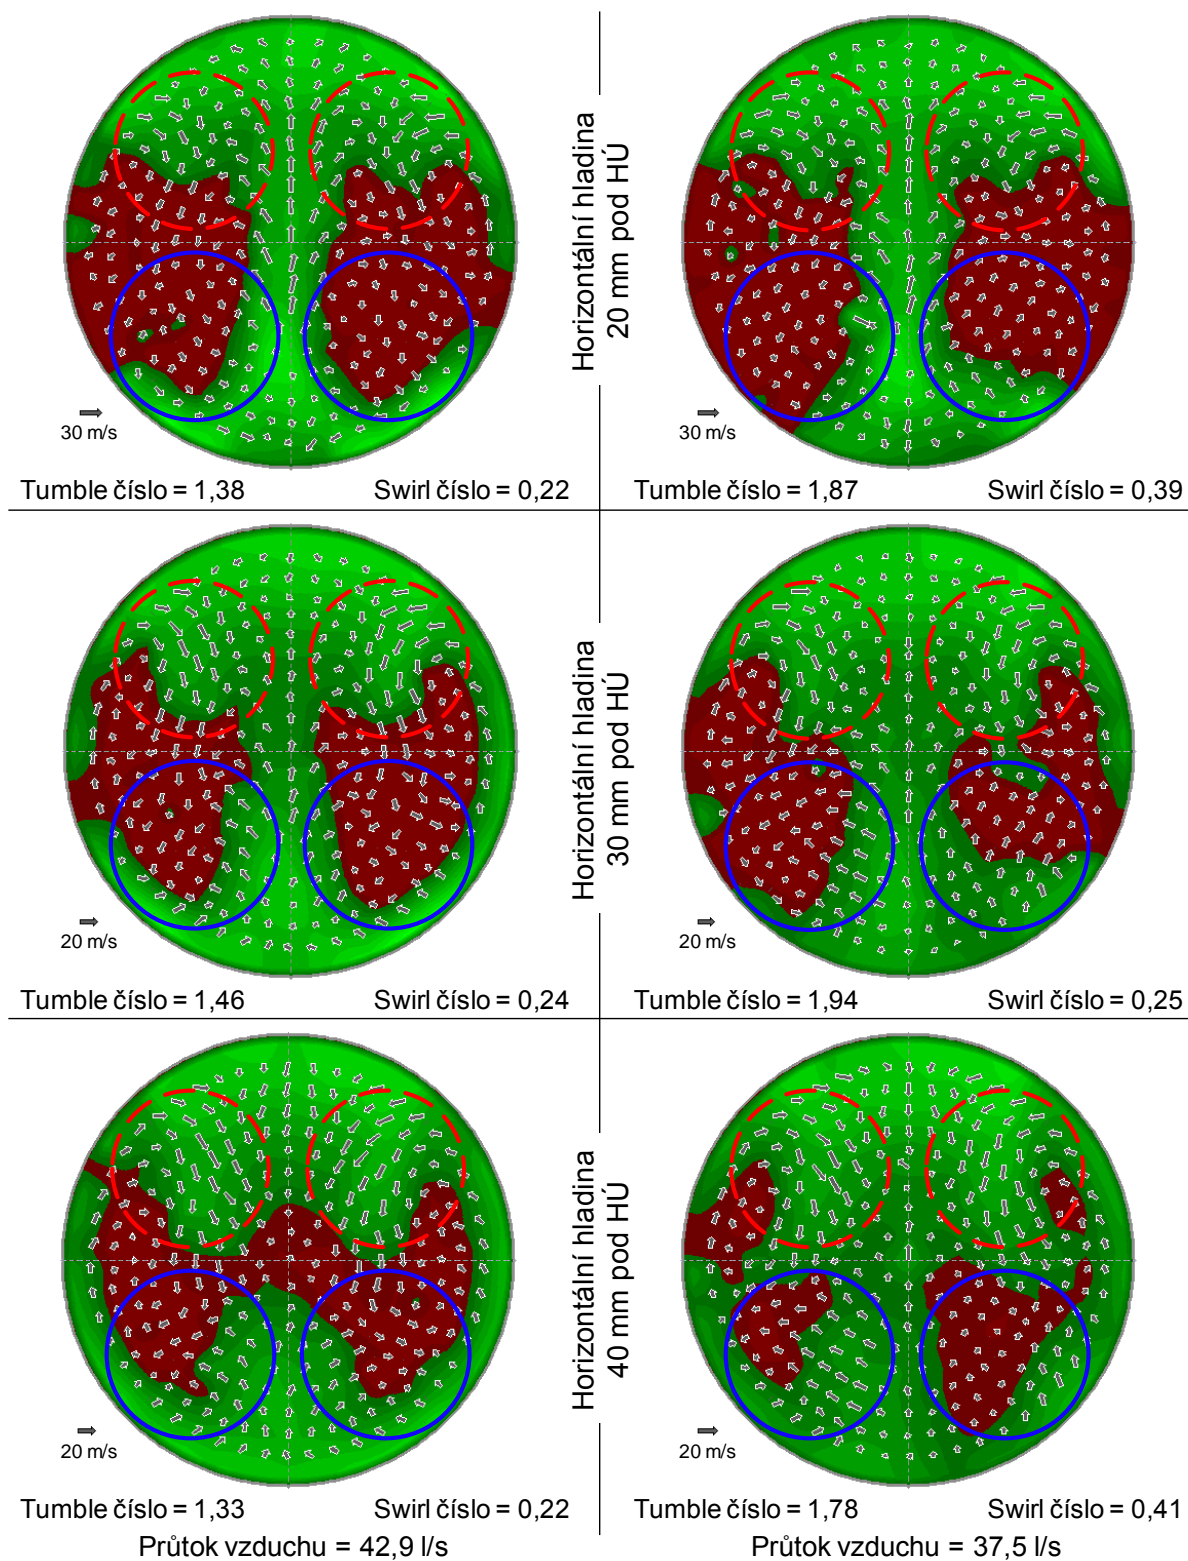 Horizontální hladina
20 mm pod HÚ
30 m/s
30 m/s
Tumble číslo = 1,38
Swirl číslo = 0,22
Tumble číslo = 1,87
Swirl číslo = 0,39
Horizontální hladina
30 mm pod HÚ
20 m/s
20 m/s
Tumble číslo = 1,46
Swirl číslo = 0,24
Tumble číslo = 1,94
Swirl číslo = 0,25
Horizontální hladina
40 mm pod HÚ
20 m/s
20 m/s
Tumble číslo = 1,33
Swirl číslo = 0,22
Tumble číslo = 1,78
Swirl číslo = 0,41
Průtok vzduchu = 42,9 l/s
Průtok vzduchu = 37,5 l/s